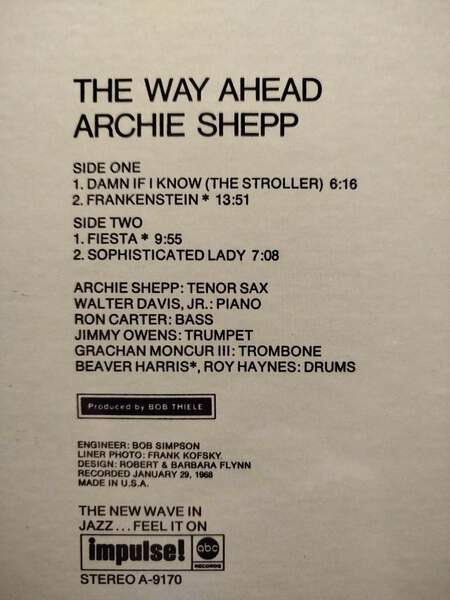 THE WAY AHEAD
ARCHIE SHEPP
SIDE ONE
1. DAMN IF I KNOW (THE STROLLER) 6:16
2. FRANKENSTEIN * 13:51
SIDE TWO
1. FIESTA * 9:55
2. SOPHISTICATED LADY 7:08
ARCHIE SHEPP: TENOR SAX
WALTER DAVIS, JR.: PIANO
RON CARTER: BASS
JIMMY OWENS: TRUMPET
GRACHAN MONCUR III: TROMBONE
BEAVER HARRIS*, ROY HAYNES: DRUMS
Produced by BOB THIELE
ENGINEER: BOB SIMPSON
LINER PHOTO: FRANK KOFSKY
DESIGN: ROBERT & BARBARA FLYNN
RECORDED JANUARY 29, 1968
MADE IN U.S.A.
THE NEW WAVE IN
JAZZ...FEEL IT ON
impulse! abc RECORDS
STEREO A-9170